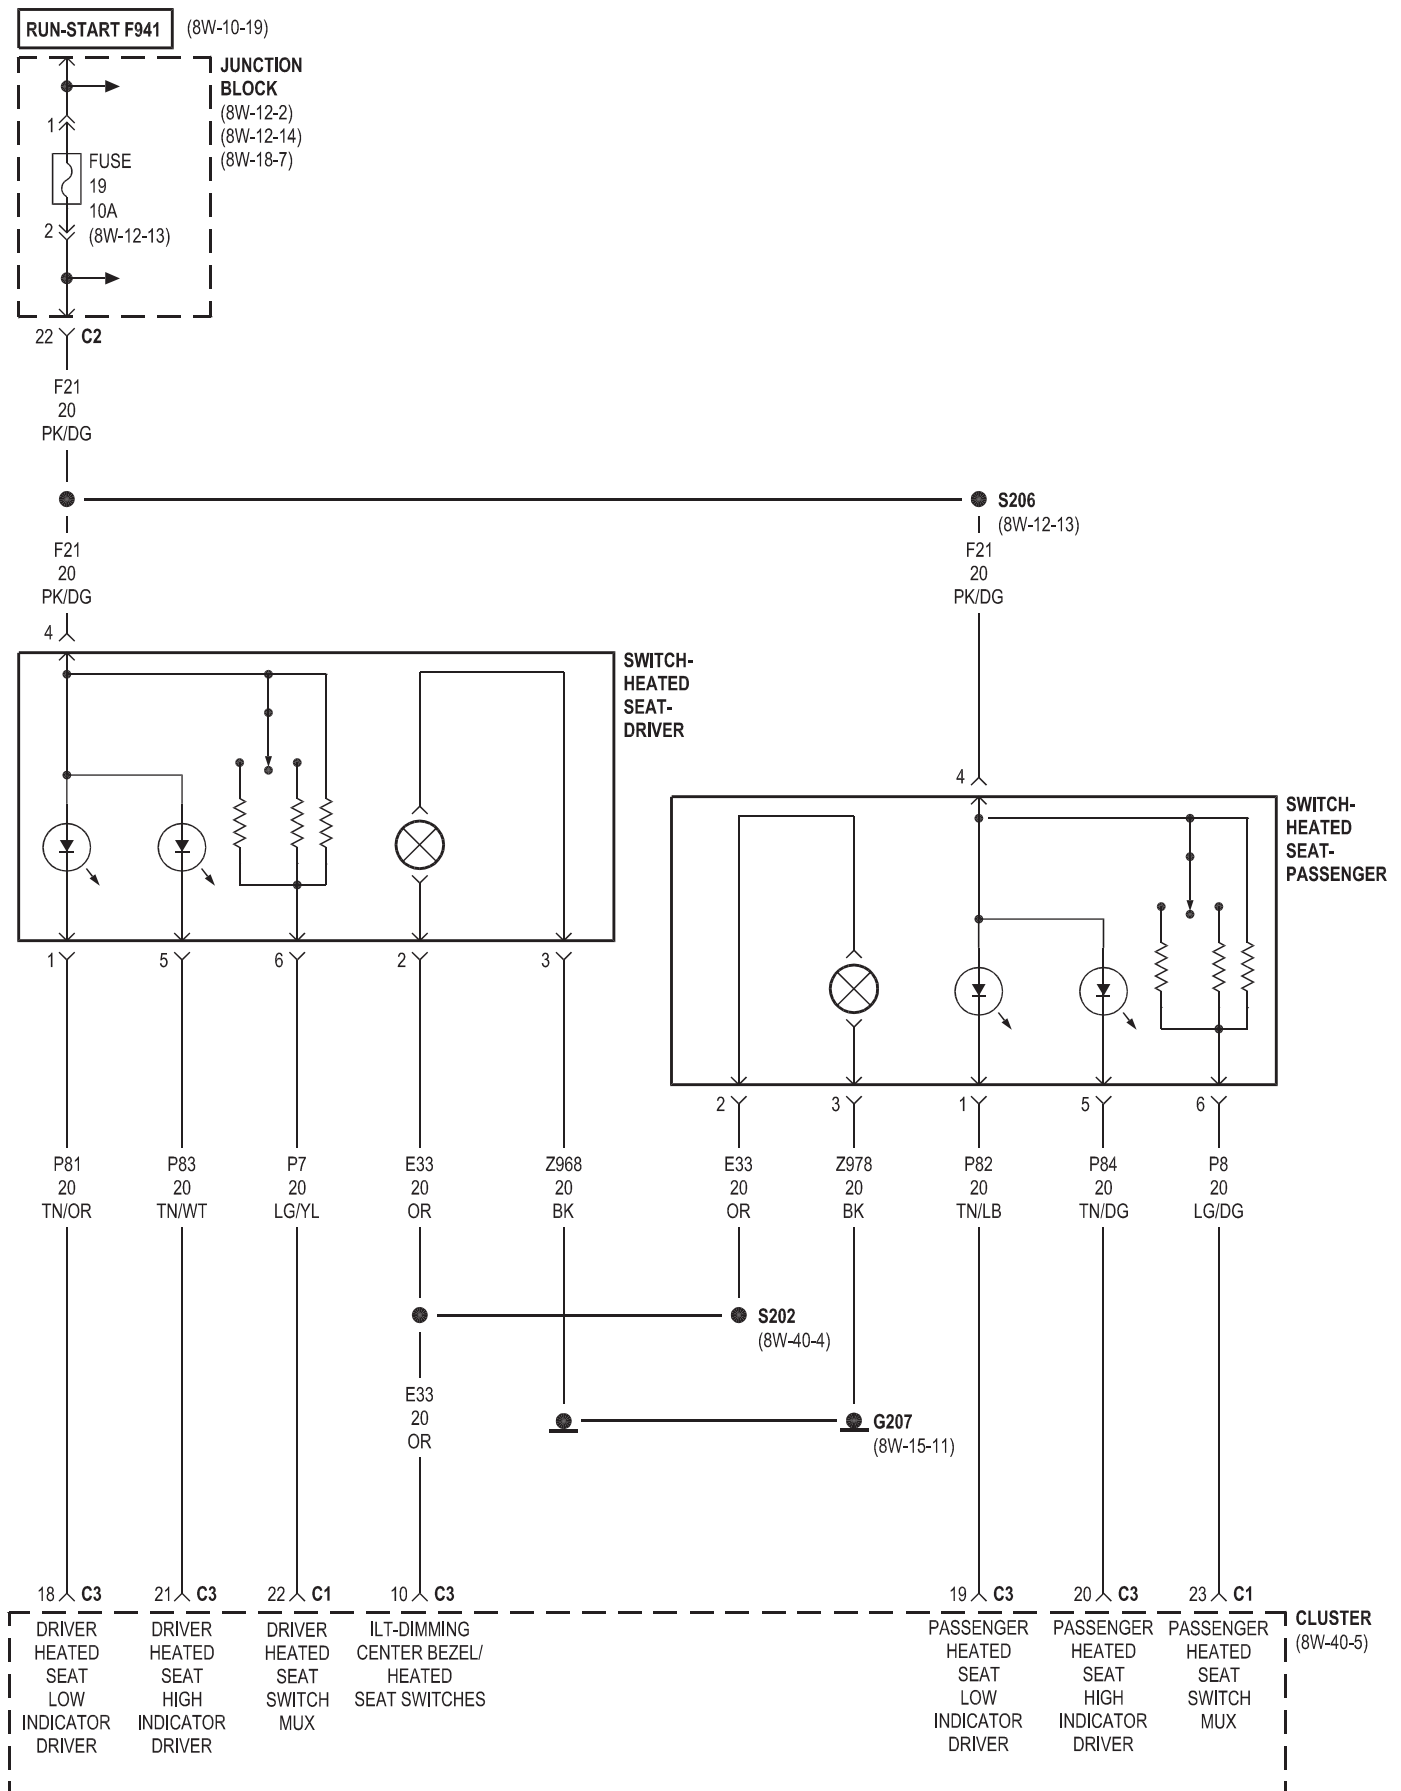 RUN-START F941 (8W-10-19)
JUNCTION
BLOCK
(8W-12-2)
(8W-12-14)
(8W-18-7)
1
FUSE
19
10A
(8W-12-13)
2
22 C2
F21
20
PK/DG
S206
(8W-12-13)
F21
20
PK/DG
F21
20
PK/DG
4
SWITCH-
HEATED
SEAT-
DRIVER
4
SWITCH-
HEATED
SEAT-
PASSENGER
1 5 6 2 3
2 3 1 5 6
P81
20
TN/OR
P83
20
TN/WT
P7
20
LG/YL
E33
20
OR
Z968
20
BK
E33
20
OR
Z978
20
BK
P82
20
TN/LB
P84
20
TN/DG
P8
20
LG/DG
S202
(8W-40-4)
E33
20
OR
G207
(8W-15-11)
18 C3 21 C3 22 C1 10 C3 19 C3 20 C3 23 C1
DRIVER
HEATED
SEAT
LOW
INDICATOR
DRIVER
DRIVER
HEATED
SEAT
HIGH
INDICATOR
DRIVER
DRIVER
HEATED
SEAT
SWITCH
MUX
ILT-DIMMING
CENTER BEZEL/
HEATED
SEAT SWITCHES
PASSENGER
HEATED
SEAT
LOW
INDICATOR
DRIVER
PASSENGER
HEATED
SEAT
HIGH
INDICATOR
DRIVER
PASSENGER
HEATED
SEAT
SWITCH
MUX
CLUSTER
(8W-40-5)